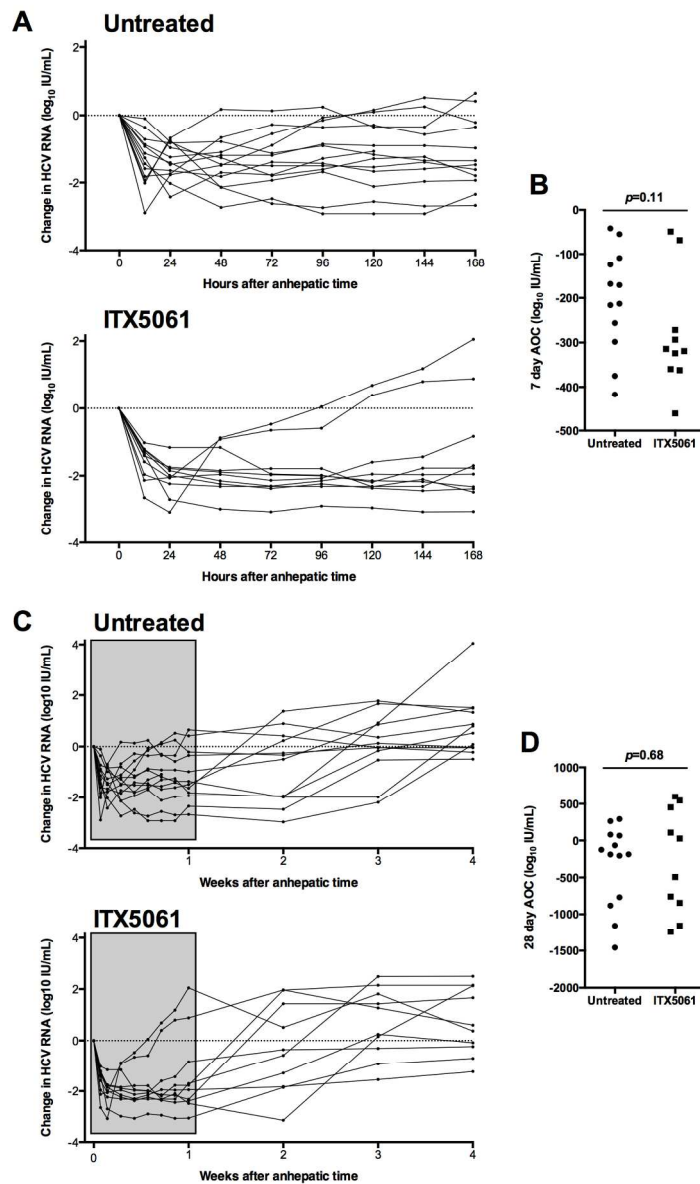 A
Untreated
Change in HCV RNA (log10 IU/mL)
2
0
-2
-4
0 24 48 72 96 120 144 168
Hours after anhepatic time
ITX5061
Change in HCV RNA (log10 IU/mL)
4
2
0
-2
-4
0 24 48 72 96 120 144 168
Hours after anhepatic time
B
p=0.11
7 day AOC (log10 IU/mL)
0
-100
-200
-300
-400
-500
Untreated ITX5061
C
Untreated
Change in HCV RNA (log10 IU/mL)
4
2
0
-2
-4
1 2 3 4
Weeks after anhepatic time
ITX5061
Change in HCV RNA (log10 IU/mL)
4
2
0
-2
-4
0 1 2 3 4
Weeks after anhepatic time
D
p=0.68
28 day AOC (log10 IU/mL)
1000
500
0
-500
-1000
-1500
-2000
Untreated ITX5061